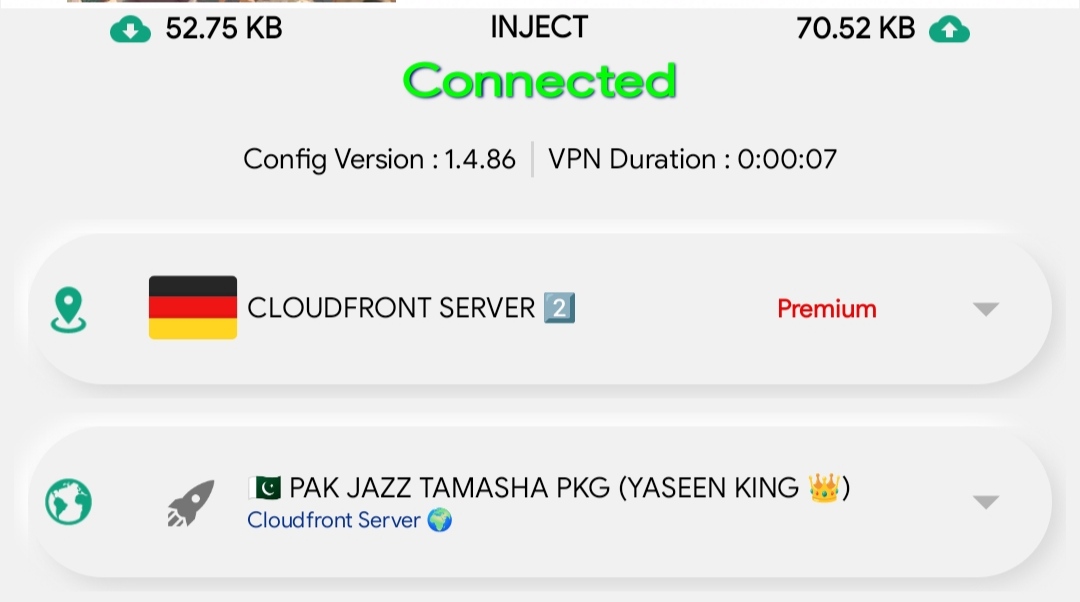 52.75 KB INJECT 70.52 KB
Connected
Config Version : 1.4.86 VPN Duration : 0:00:07
CLOUDFRONT SERVER 2️⃣ Premium
🇵🇰 PAK JAZZ TAMASHA PKG (YASEEN KING 👑)
Cloudfront Server 🌍